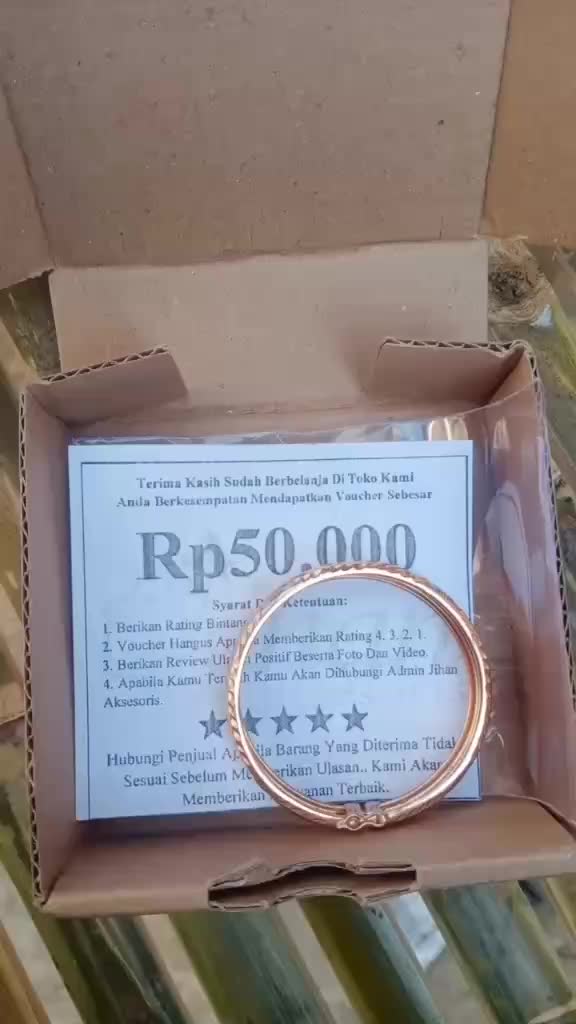 Terima Kasih Sudah Berbelanja Di Toko Kami
Anda Berkesempatan Mendapatkan Voucher Sebesar
Rp50.000
Syarat Ketentuan:
1. Berikan Rating Bintang
2. Voucher Hangus Memberikan Rating 4. 3. 2. 1.
3. Berikan Review Positif Beserta Foto Dan Video.
4. Apabila Kamu Kamu Akan Dihubungi Admin Jihan
Aksesoris.
Hubungi Penjual Barang Yang Diterima Tidak
Sesuai Sebelum Ulasan.. Kami Akan
Memberikan Terbaik.